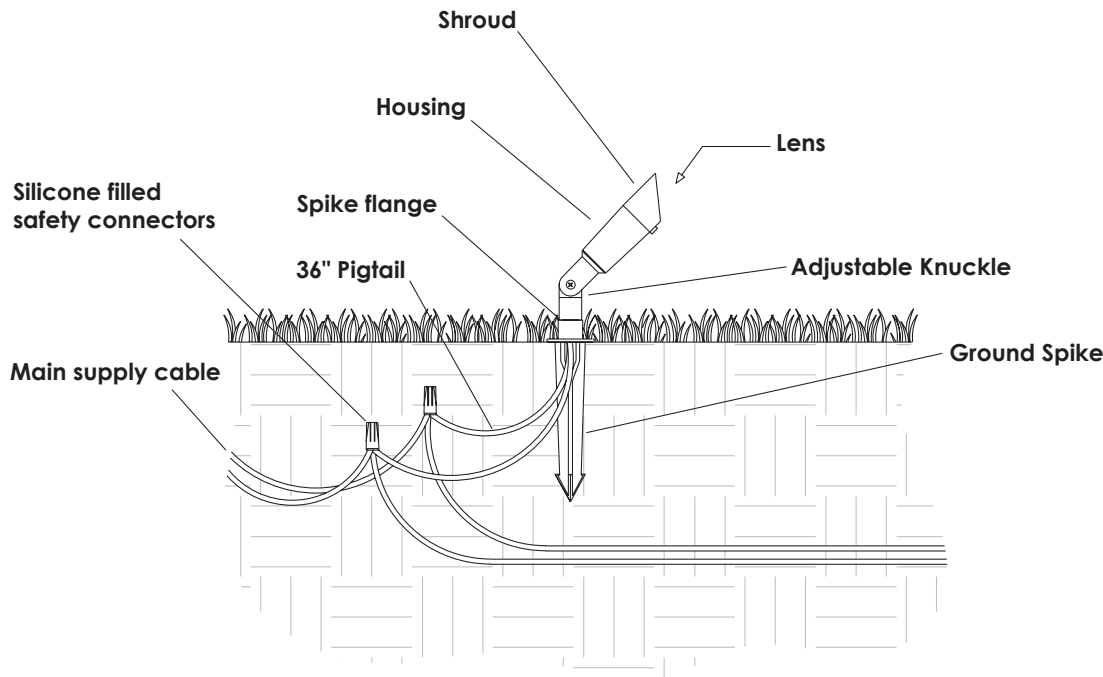 Shroud
Housing
Lens
Silicone filled
safety connectors
Spike flange
36" Pigtail
Adjustable Knuckle
Main supply cable
Ground Spike